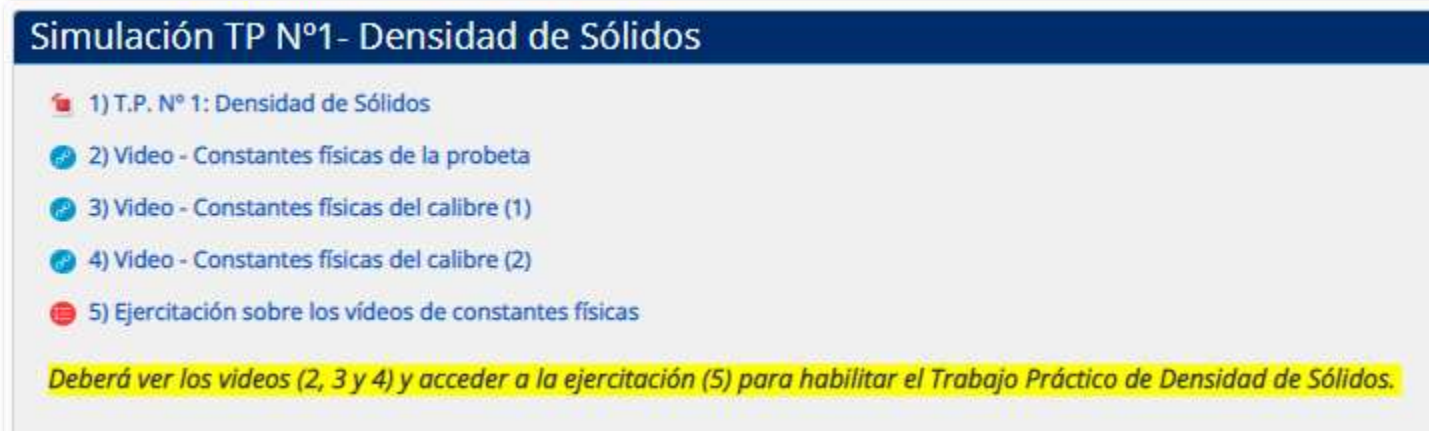 Simulación TP Nº1- Densidad de Sólidos
1) T.P. Nº 1: Densidad de Sólidos
2) Video - Constantes físicas de la probeta
3) Video - Constantes físicas del calibre (1)
4) Video - Constantes físicas del calibre (2)
5) Ejercitación sobre los vídeos de constantes físicas
Deberá ver los videos (2, 3 y 4) y acceder a la ejercitación (5) para habilitar el Trabajo Práctico de Densidad de Sólidos.